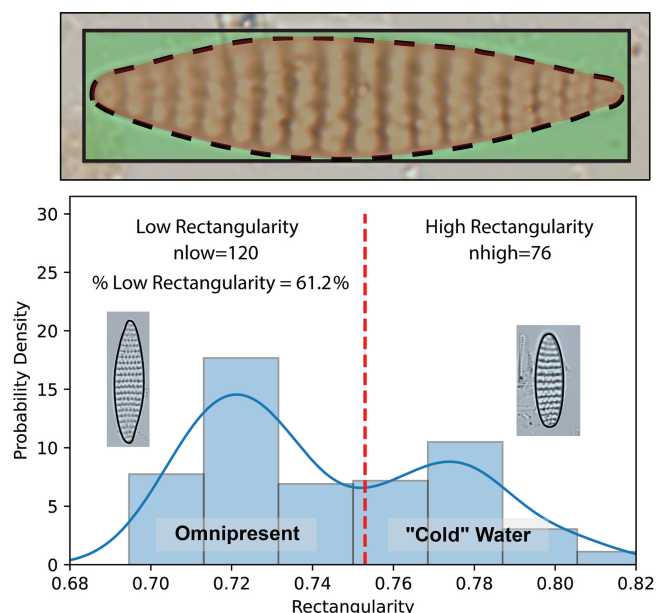 Low Rectangularity
nlow=120
% Low Rectangularity = 61.2%
High Rectangularity
nhigh=76
30
25
20
15
10
5
0
Probability Density
Omnipresent
"Cold" Water
0.68 0.70 0.72 0.74 0.76 0.78 0.80 0.82
Rectangularity